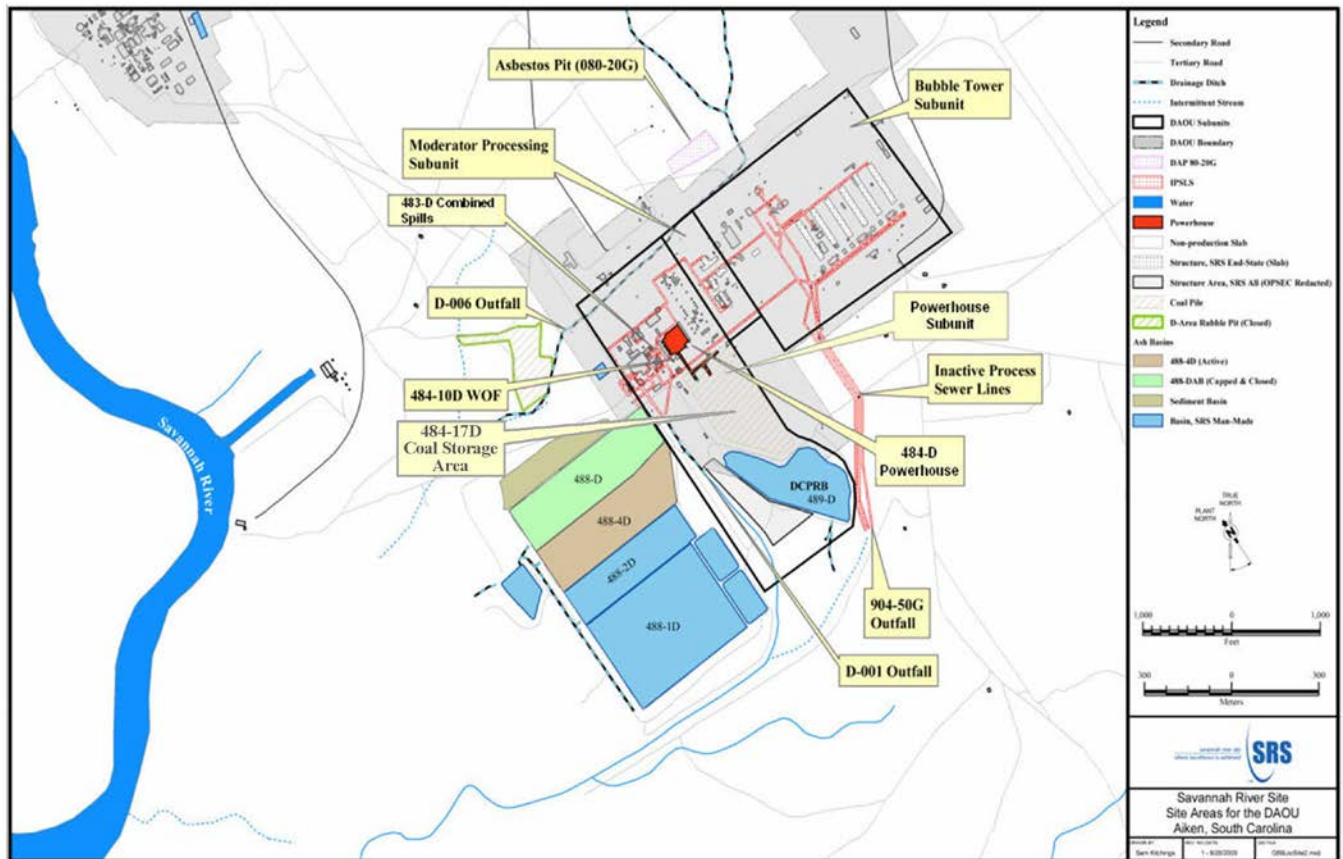 Asbestos Pit (080-20G)
Bubble Tower
Subunit
Moderator Processing
Subunit
483-D Combined
Spills
D-006 Outfall
Powerhouse
Subunit
484-10D WOF
Inactive Process
Sewer Lines
484-17D
Coal Storage
Area
484-D
Powerhouse
Savannah River
488-D
488-4D
488-2D
488-1D
DCPRB
489-D
904-50G
Outfall
D-001 Outfall
Legend
Secondary Road
Tertiary Road
Drainage Ditch
Intermittent Stream
DAOU Subunits
DAOU Boundary
DAP 80-20G
IPSLS
Water
Powerhouse
Non-production Slab
Structure, SRS End-State (Slab)
Structure Area, SRS AB (OPSEC Redacted)
Coal Pile
D-Area Rubble Pit (Closed)
Ash Basins
488-4D (Active)
488-DAB (Capped & Closed)
Sediment Basin
Basin, SRS Man-Made
TRUE
NORTH
PLANT
NORTH
1,000 0 1,000
Feet
300 0 300
Meters
savannah river site
SRS
Savannah River Site
Site Areas for the DAOU
Aiken, South Carolina
Sam Kitchings